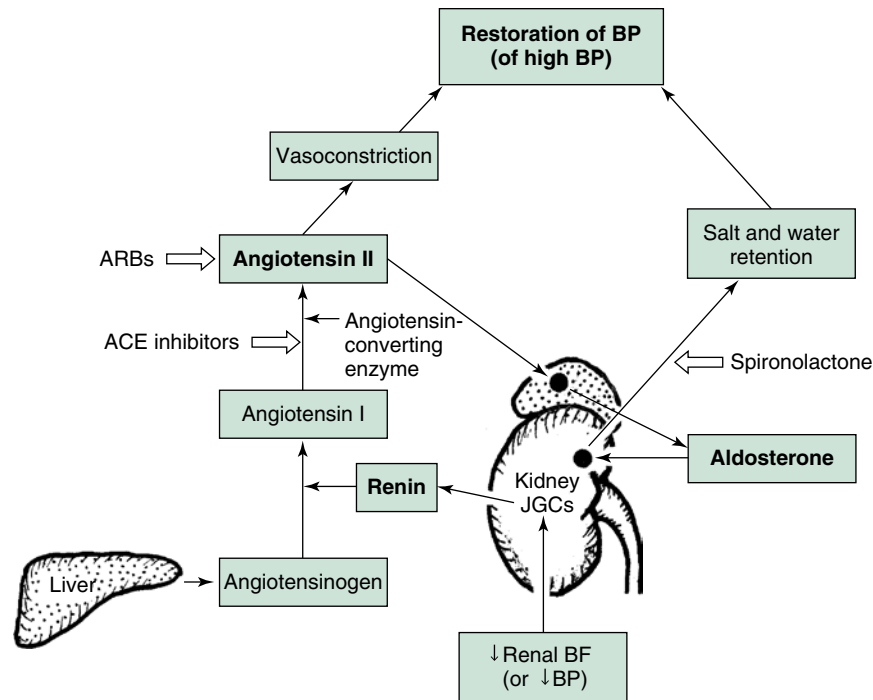 Restoration of BP
(of high BP)
Vasoconstriction
Salt and water
retention
ARBs
Angiotensin II
ACE inhibitors
Angiotensin-
converting
enzyme
Spironolactone
Angiotensin I
Aldosterone
Renin
Kidney
JGCs
Liver
Angiotensinogen
↓Renal BF
(or ↓BP)